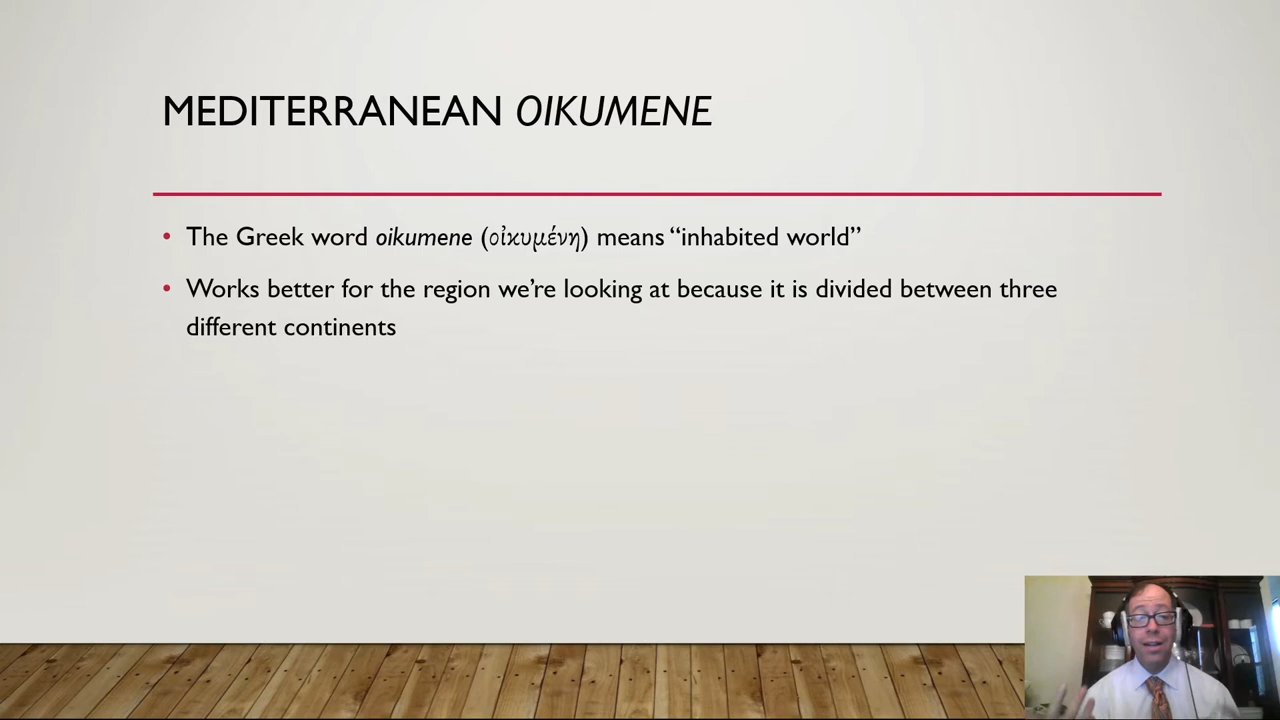 MEDITERRANEAN OIKUMENE
• The Greek word oikumene (οἰκυμένη) means “inhabited world”
• Works better for the region we’re looking at because it is divided between three
different continents